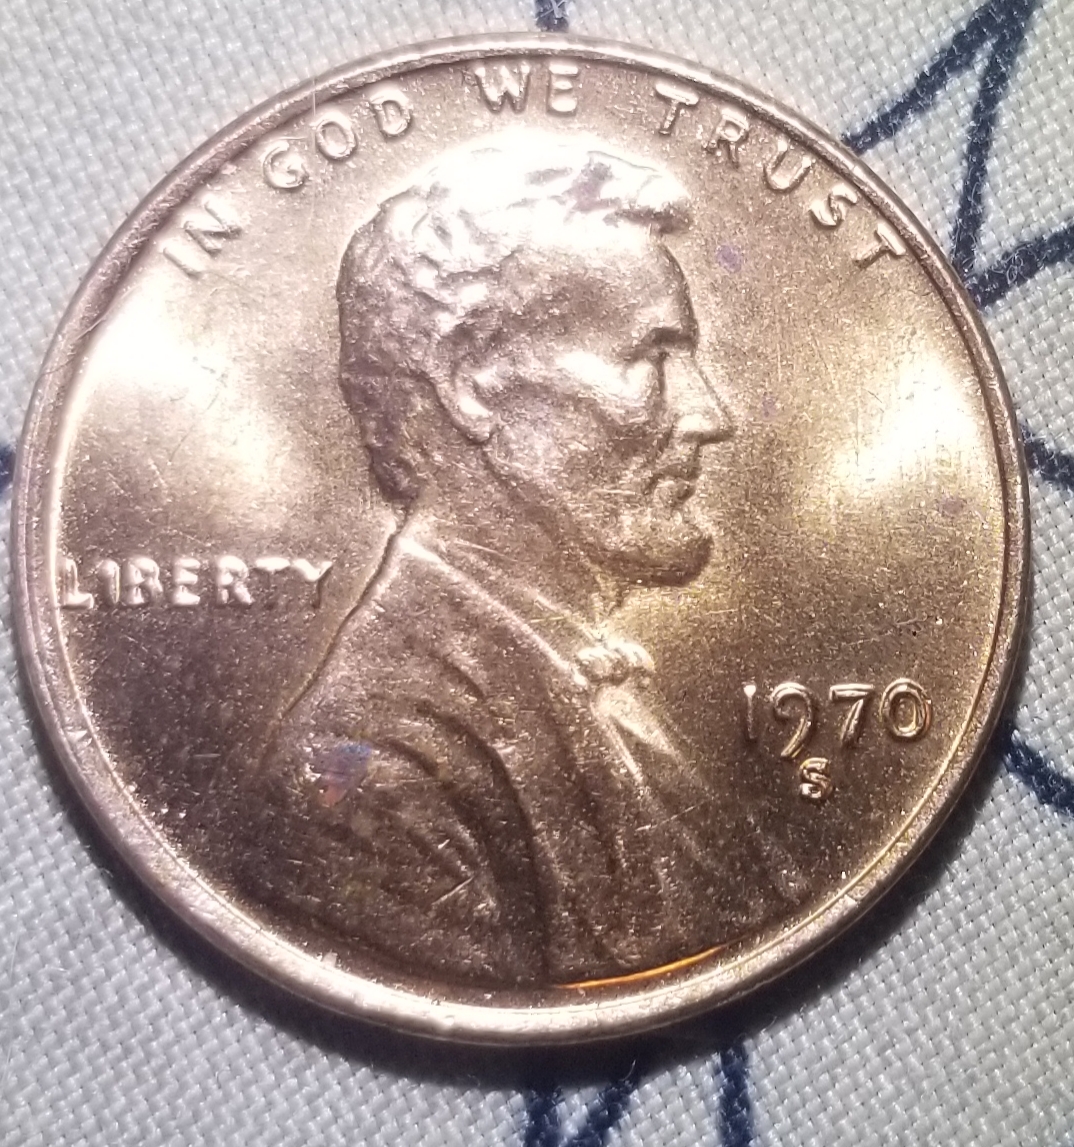 IN GOD WE TRUST
LIBERTY
1970
S